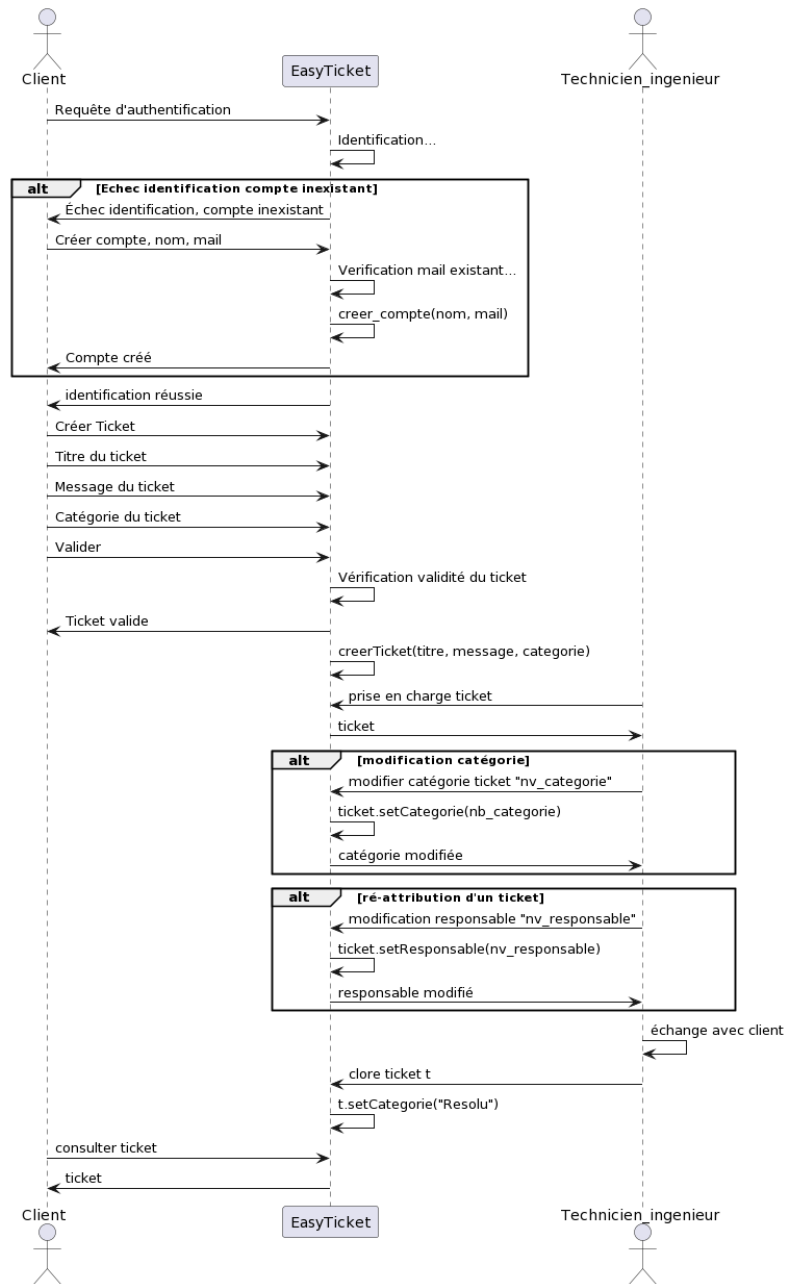 Client
EasyTicket
Technicien_ingenieur
Requête d'authentification
Identification...
alt [Echec identification compte inexistant]
Échec identification, compte inexistant
Créer compte, nom, mail
Verification mail existant...
creer_compte(nom, mail)
Compte créé
identification réussie
Créer Ticket
Titre du ticket
Message du ticket
Catégorie du ticket
Valider
Vérification validité du ticket
Ticket valide
creerTicket(titre, message, categorie)
prise en charge ticket
ticket
alt [modification catégorie]
modifier catégorie ticket "nv_categorie"
ticket.setCategorie(nb_categorie)
catégorie modifiée
alt [ré-attribution d'un ticket]
modification responsable "nv_responsable"
ticket.setResponsable(nv_responsable)
responsable modifié
échange avec client
clore ticket t
t.setCategorie("Resolu")
consulter ticket
ticket
Client
EasyTicket
Technicien_ingenieur